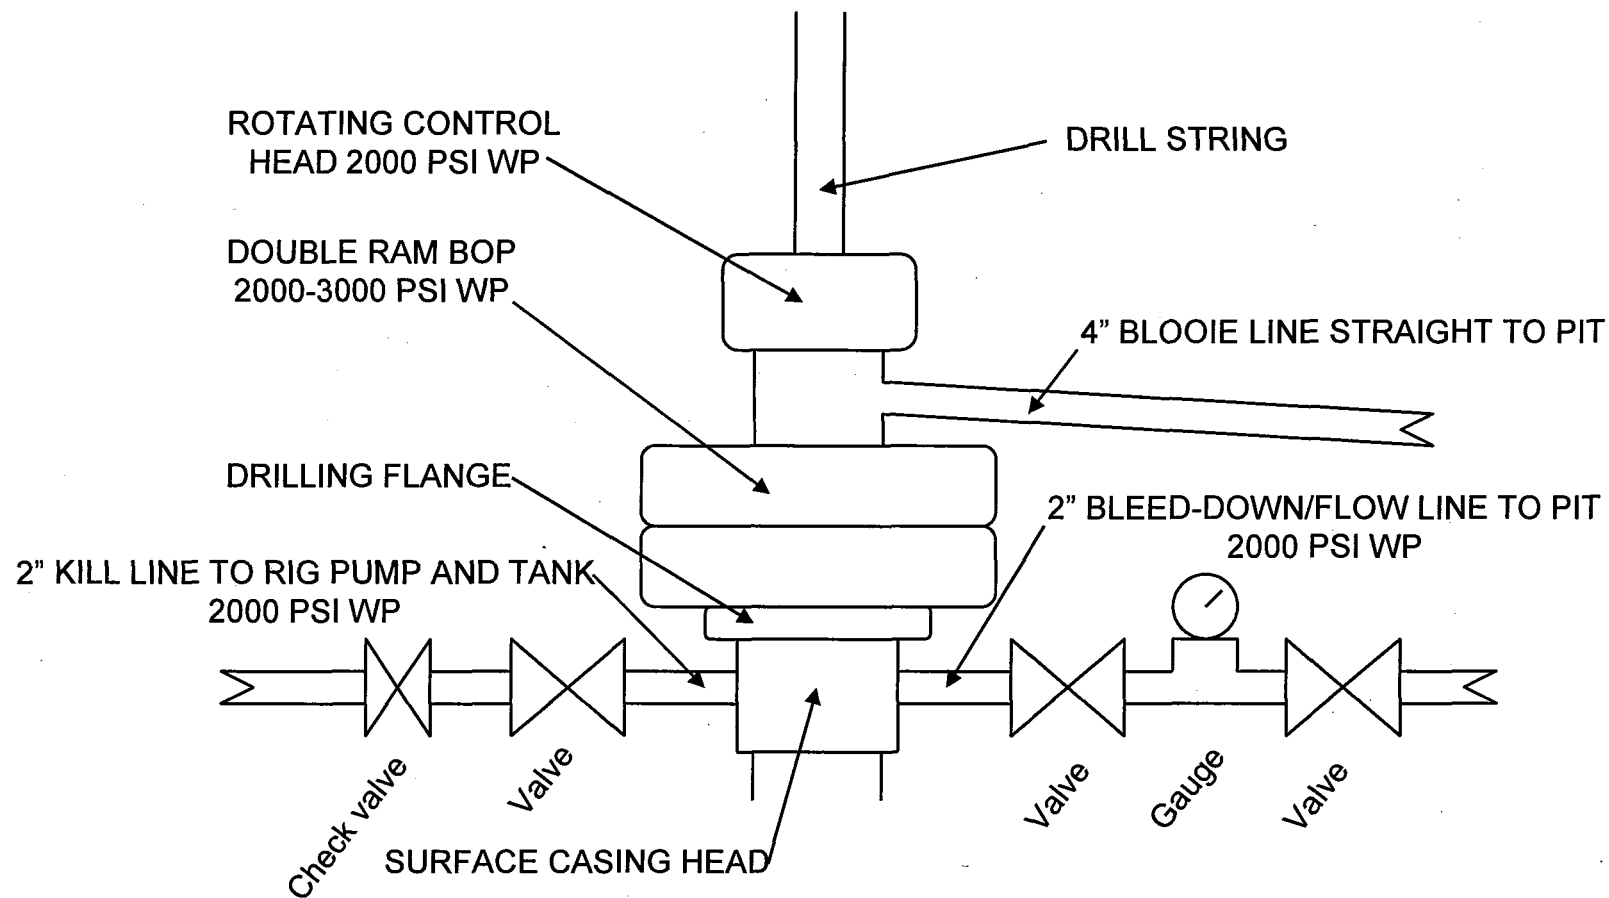 ROTATING CONTROL
HEAD 2000 PSI WP
DRILL STRING
DOUBLE RAM BOP
2000-3000 PSI WP
4” BLOOIE LINE STRAIGHT TO PIT
DRILLING FLANGE
2” BLEED-DOWN/FLOW LINE TO PIT
2000 PSI WP
2” KILL LINE TO RIG PUMP AND TANK
2000 PSI WP
Check valve
Valve
Valve
Gauge
Valve
SURFACE CASING HEAD